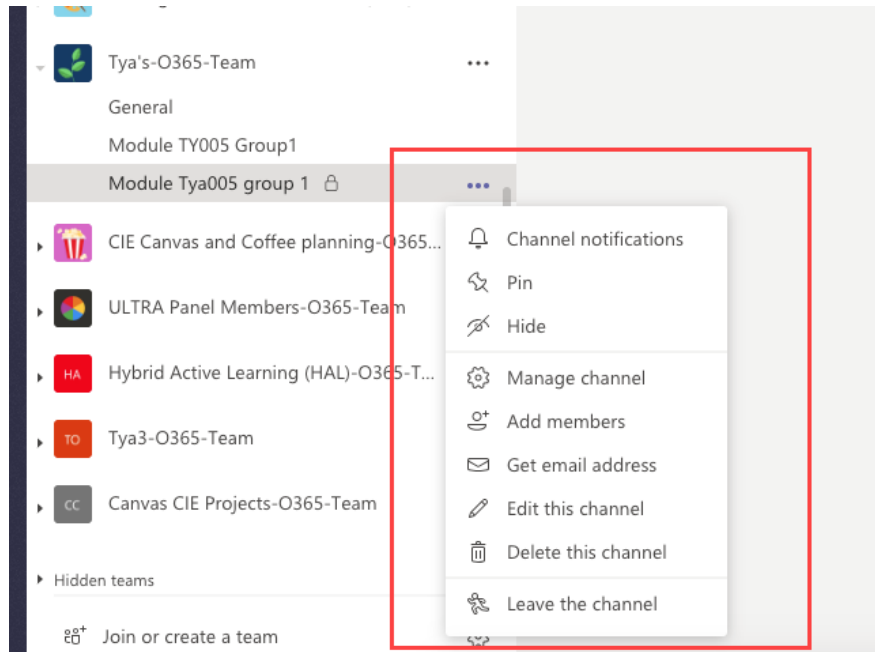 Tya's-O365-Team
General
Module TY005 Group1
Module Tya005 group 1
CIE Canvas and Coffee planning-O365...
ULTRA Panel Members-O365-Team
HA Hybrid Active Learning (HAL)-O365-T...
TO Tya3-O365-Team
CC Canvas CIE Projects-O365-Team
Hidden teams
Join or create a team
Channel notifications
Pin
Hide
Manage channel
Add members
Get email address
Edit this channel
Delete this channel
Leave the channel